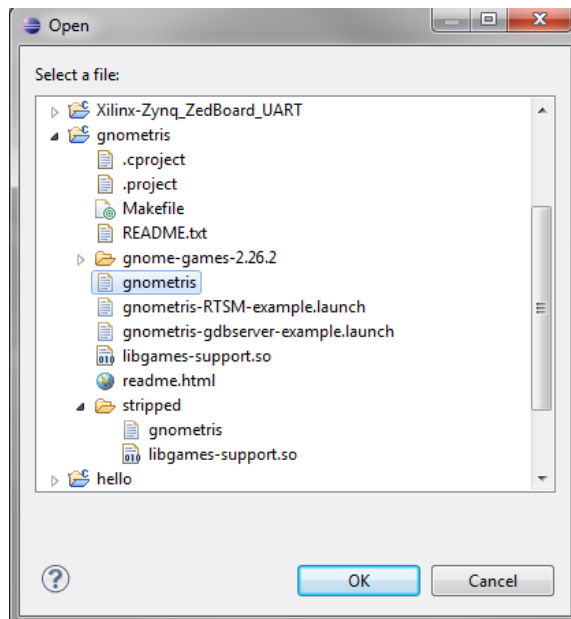 Open
Select a file:
Xilinx-Zynq_ZedBoard_UART
gnometris
.cproject
.project
Makefile
README.txt
gnome-games-2.26.2
gnometris
gnometris-RTSM-example.launch
gnometris-gdbserver-example.launch
libgames-support.so
readme.html
stripped
gnometris
libgames-support.so
hello
OK Cancel